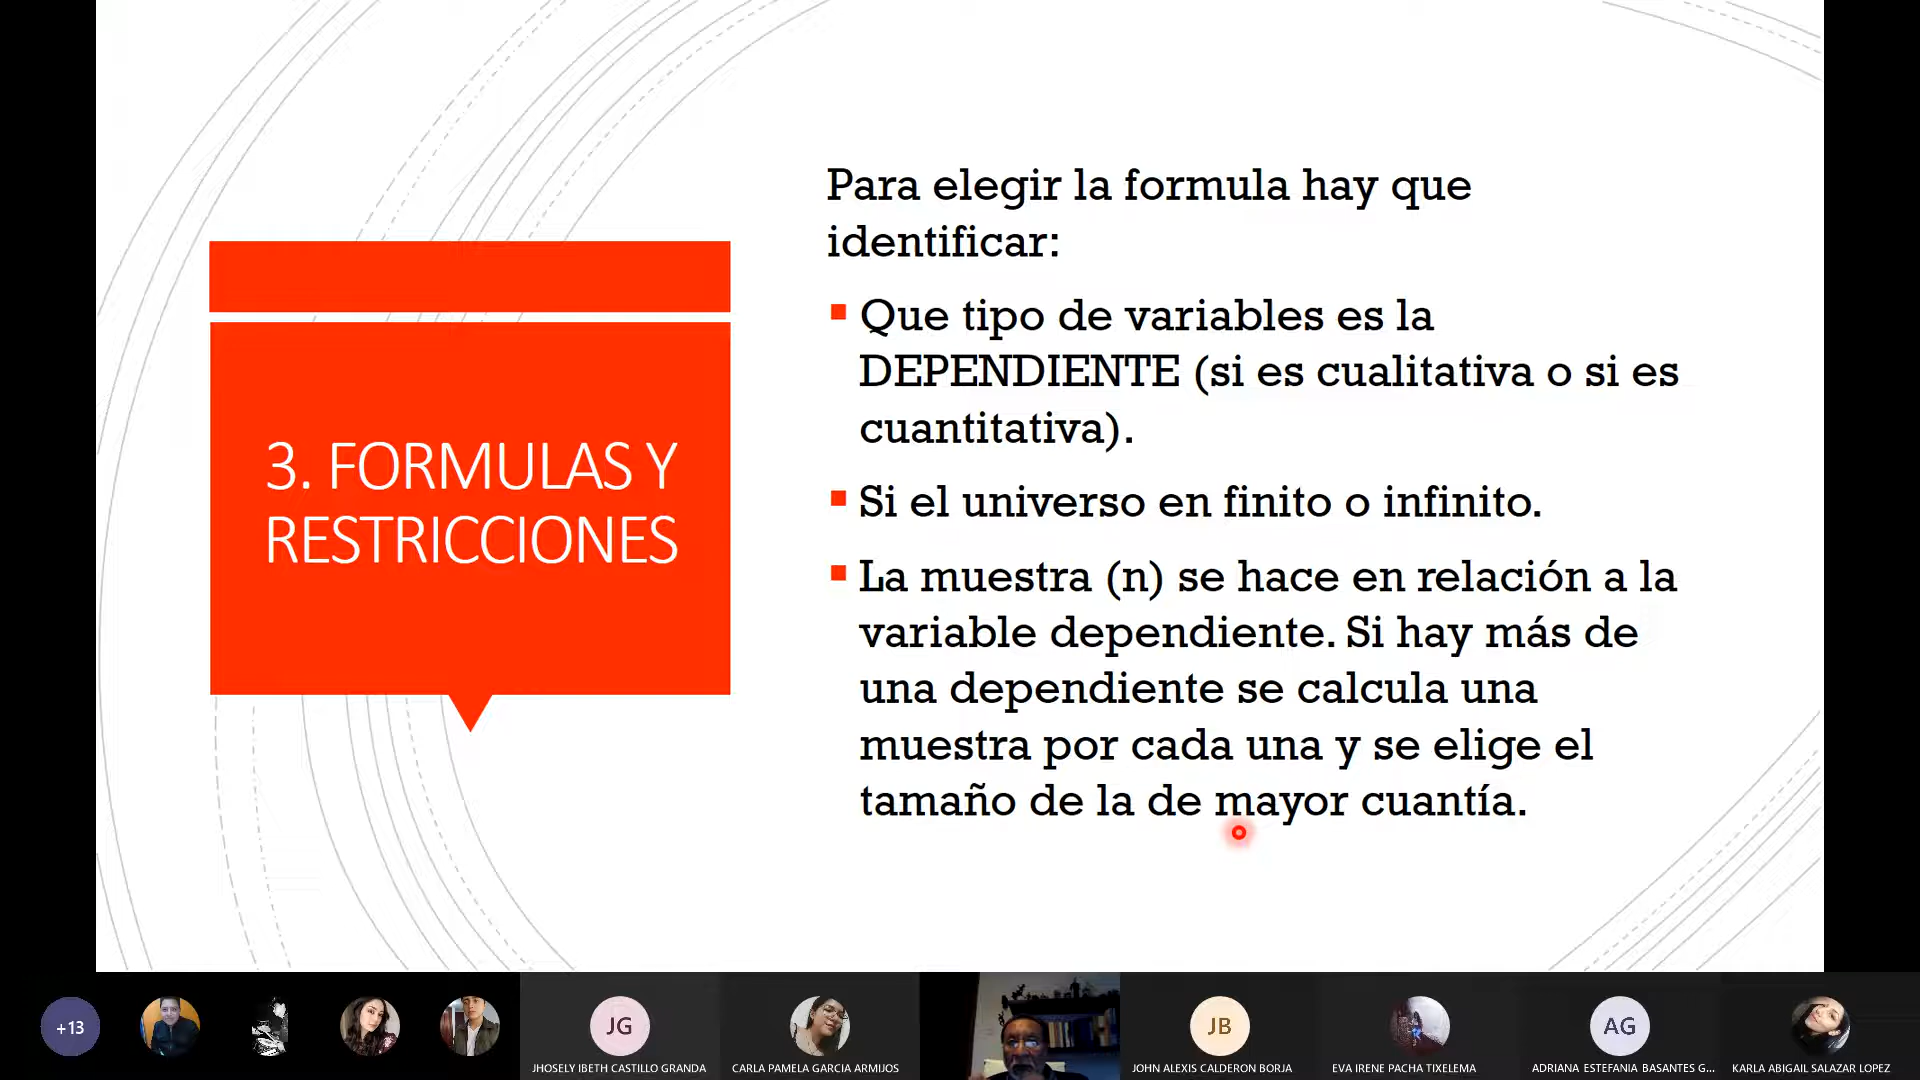 3. FORMULAS Y
RESTRICCIONES
Para elegir la formula hay que
identificar:
Que tipo de variables es la
DEPENDIENTE (si es cualitativa o si es
cuantitativa).
Si el universo en finito o infinito.
La muestra (n) se hace en relación a la
variable dependiente. Si hay más de
una dependiente se calcula una
muestra por cada una y se elige el
tamaño de la de mayor cuantía.
+13
JG
JB
AG
JHOSELY IBETH CASTILLO GRANDA
CARLA PAMELA GARCIA ARMIJOS
JOHN ALEXIS CALDERON BORJA
EVA IRENE PACHA TIXELEMA
ADRIANA ESTEFANIA BASANTES G...
KARLA ABIGAIL SALAZAR LOPEZ